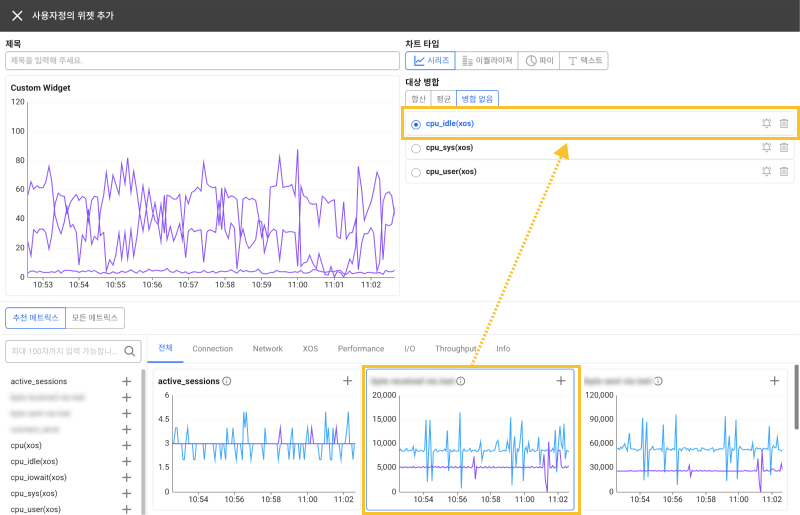 사용자정의 위젯 추가
제목
제목을 입력해 주세요.
Custom Widget
120
100
80
60
40
20
0
10:53
10:54
10:55
10:56
10:57
10:58
10:59
11:00
11:01
11:02
차트 타입
시리즈
이퀄라이저
파이
텍스트
대상 병합
합산
평균
병합 없음
cpu_idle(xos)
cpu_sys(xos)
cpu_user(xos)
추천 메트릭스
모든 메트릭스
최대 100자까지 입력 가능합니...
전체
Connection
Network
XOS
Performance
I/O
Throughput
Info
active_sessions
cpu(xos)
cpu_idle(xos)
cpu_iowait(xos)
cpu_sys(xos)
cpu_user(xos)
active_sessions
6
4.5
3
1.5
0
10:54
10:56
10:58
11:00
11:02
20,000
15,000
10,000
5,000
0
10:54
10:56
10:58
11:00
11:02
120,000
90,000
60,000
30,000
0
10:54
10:56
10:58
11:00
11:02